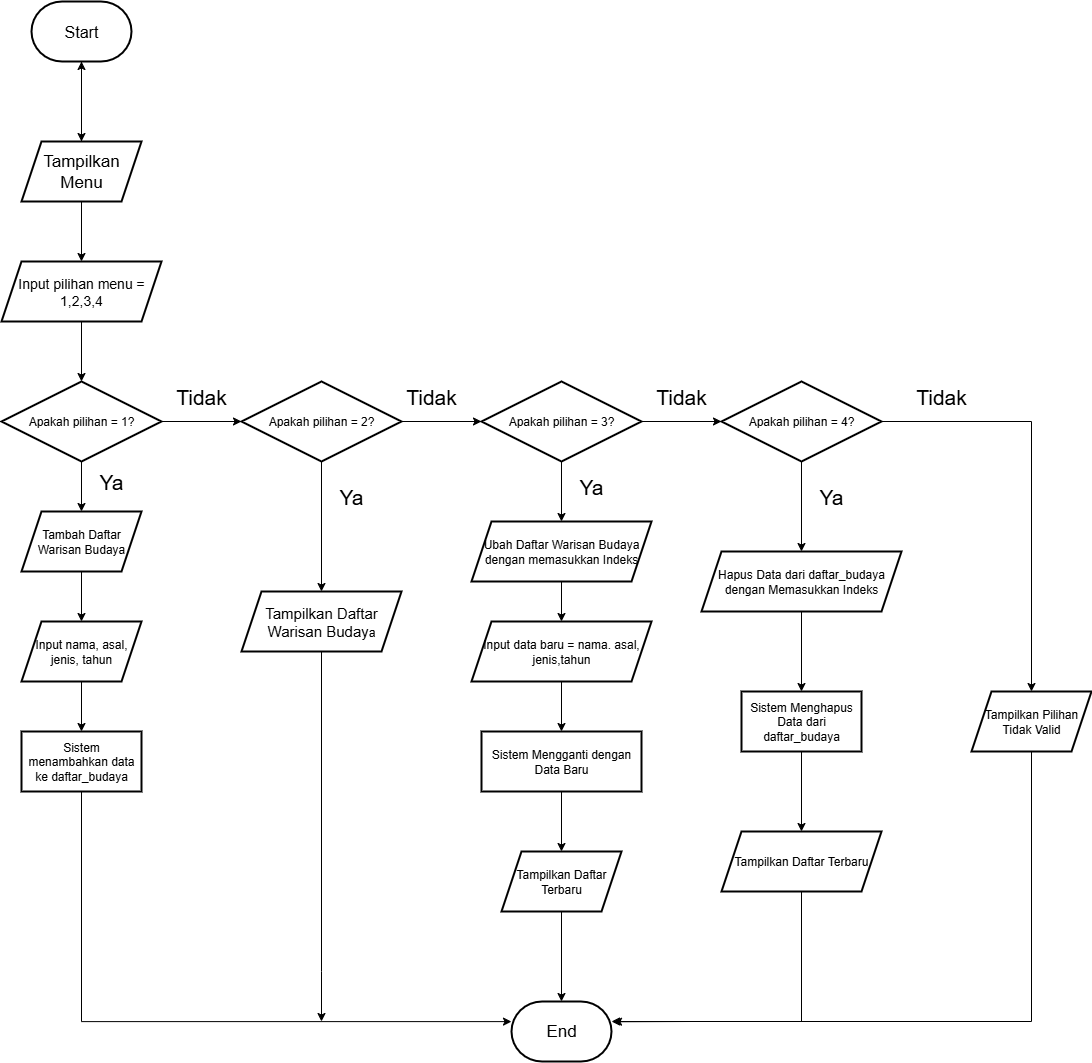 Start
Tampilkan
Menu
Input pilihan menu =
1,2,3,4
Apakah pilihan = 1?
Tidak
Apakah pilihan = 2?
Tidak
Apakah pilihan = 3?
Tidak
Apakah pilihan = 4?
Tidak
Ya
Tambah Daftar
Warisan Budaya
Input nama, asal,
jenis, tahun
Sistem
menambahkan data
ke daftar_budaya
Ya
Tampilkan Daftar
Warisan Budaya
Ya
Ubah Daftar Warisan Budaya
dengan memasukkan Indeks
Input data baru = nama. asal,
jenis,tahun
Sistem Mengganti dengan
Data Baru
Tampilkan Daftar
Terbaru
Ya
Hapus Data dari daftar_budaya
dengan Memasukkan Indeks
Sistem Menghapus
Data dari
daftar_budaya
Tampilkan Daftar Terbaru
Tampilkan Pilihan
Tidak Valid
End